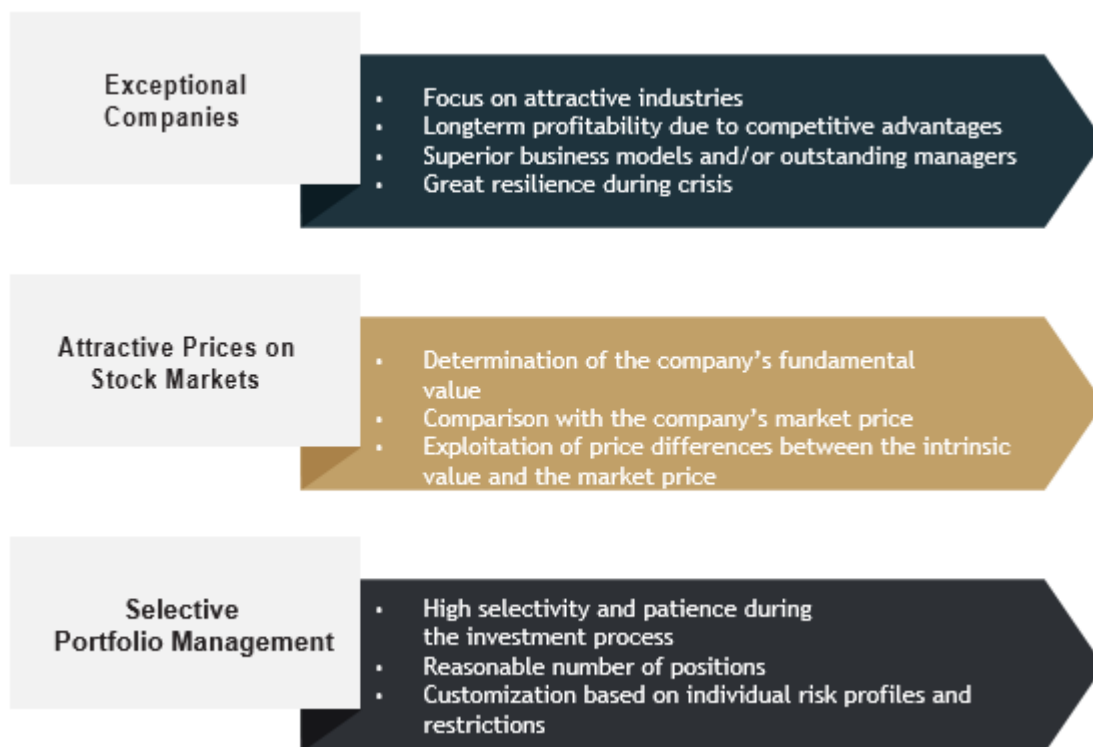 Exceptional
Companies
• Focus on attractive industries
• Longterm profitability due to competitive advantages
• Superior business models and/or outstanding managers
• Great resilience during crisis
Attractive Prices on
Stock Markets
• Determination of the company’s fundamental
value
• Comparison with the company’s market price
• Exploitation of price differences between the intrinsic
value and the market price
Selective
Portfolio Management
• High selectivity and patience during
the investment process
• Reasonable number of positions
• Customization based on individual risk profiles and
restrictions